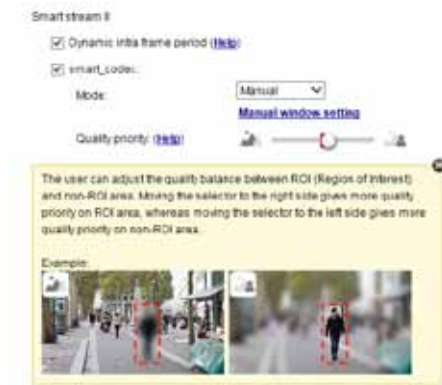 Smart stream II
Dynamic intra frame period (Help)
smart_codec:
Mode: Manual
Manual window setting
Quality priority: (Help)
The user can adjust the quality balance between ROI (Region of Interest)
and non-ROI area. Moving the selector to the right side gives more quality
priority on ROI area, whereas moving the selector to the left side gives more
quality priority on non-ROI area.
Example: